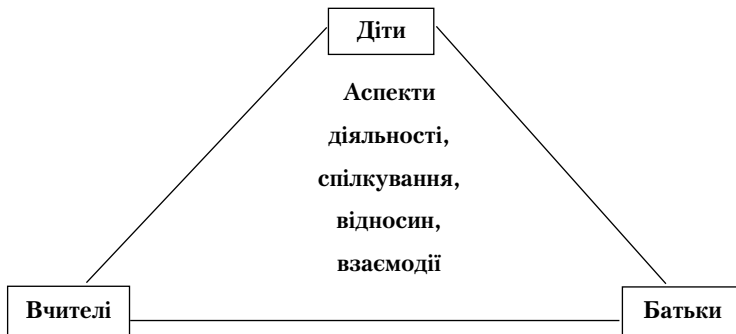 Діти
Аспекти
діяльності,
спілкування,
відносин,
взаємодії
Вчителі
Батьки